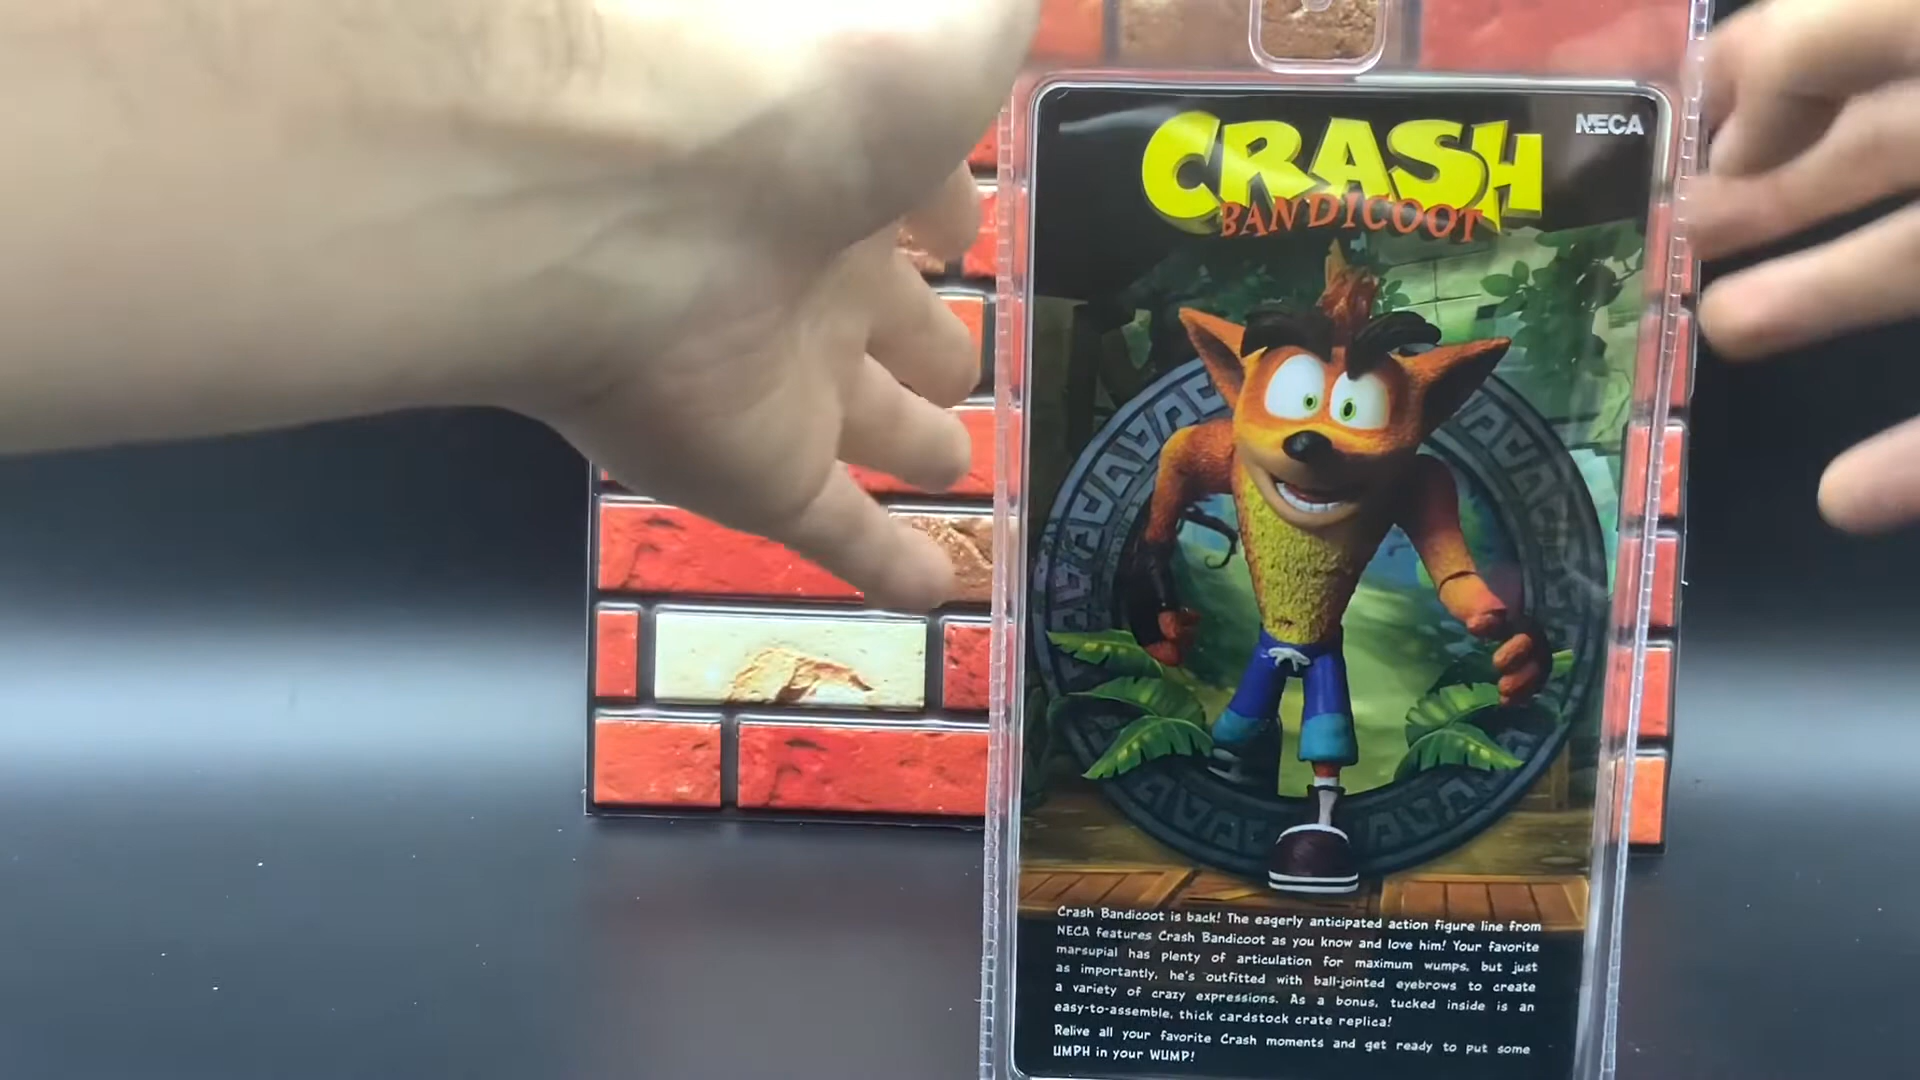 CRASH
BANDICOOT
NECA
Crash Bandicoot is back! The eagerly anticipated action figure line from
NECA features Crash Bandicoot as you know and love him! Your favorite
marsupial has plenty of articulation for maximum wumps, but just
as importantly, he's outfitted with ball-jointed eyebrows to create
a variety of crazy expressions. As a bonus, tucked inside is an
easy-to-assemble, thick cardstock crate replica!
Relive all your favorite Crash moments and get ready to put some
UMPH in your WUMP!